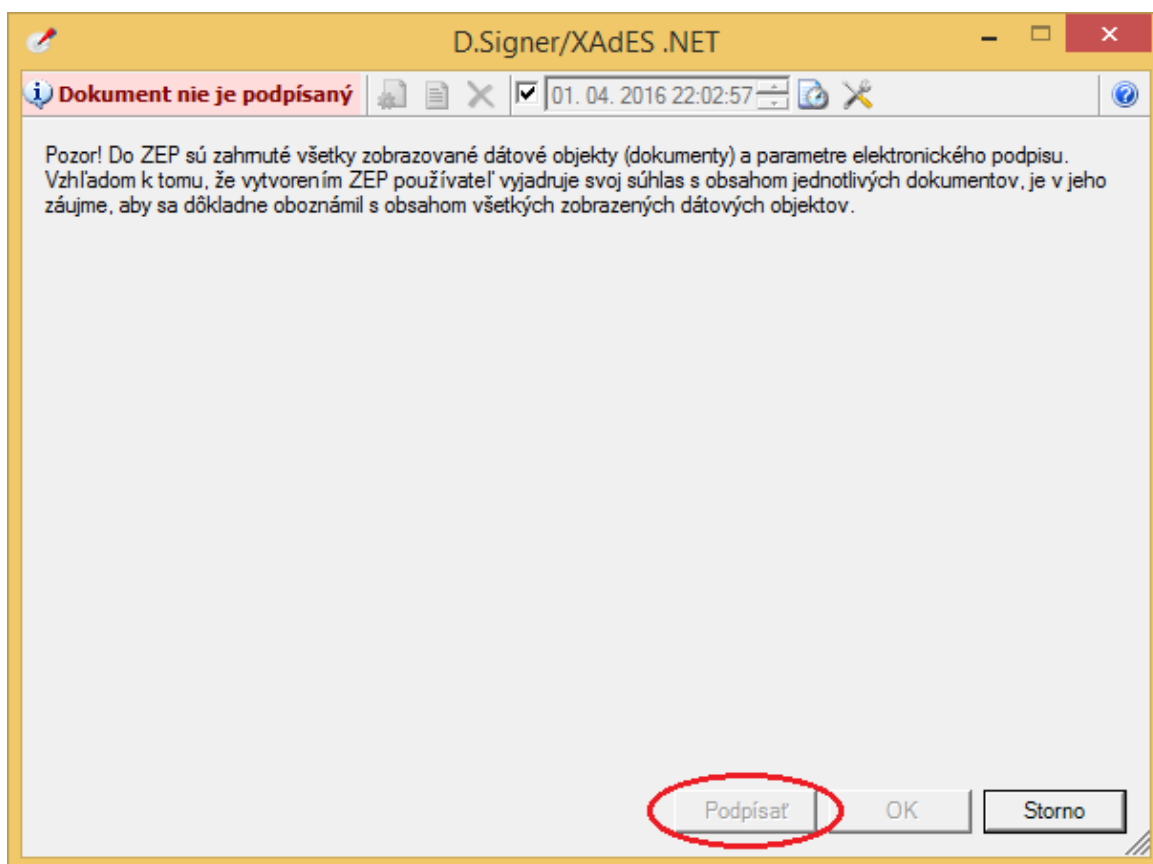 D.Signer/XAdES .NET
Dokument nie je podpísaný 01. 04. 2016 22:02:57
Pozor! Do ZEP sú zahrnuté všetky zobrazované dátové objekty (dokumenty) a parametre elektronického podpisu.
Vzhľadom k tomu, že vytvorením ZEP používateľ vyjadruje svoj súhlas s obsahom jednotlivých dokumentov, je v jeho
záujme, aby sa dôkladne oboznámil s obsahom všetkých zobrazených dátových objektov.
Podpísať OK Storno